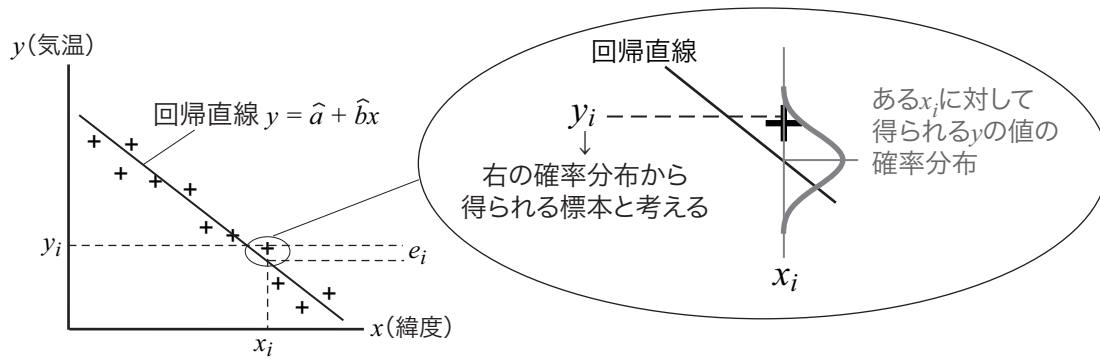 y（気温）
回帰直線 y = â + b̂x
y_i
e_i
x（緯度）
x_i
回帰直線
y_i
↓
右の確率分布から
得られる標本と考える
あるx_iに対して
得られるyの値の
確率分布
x_i